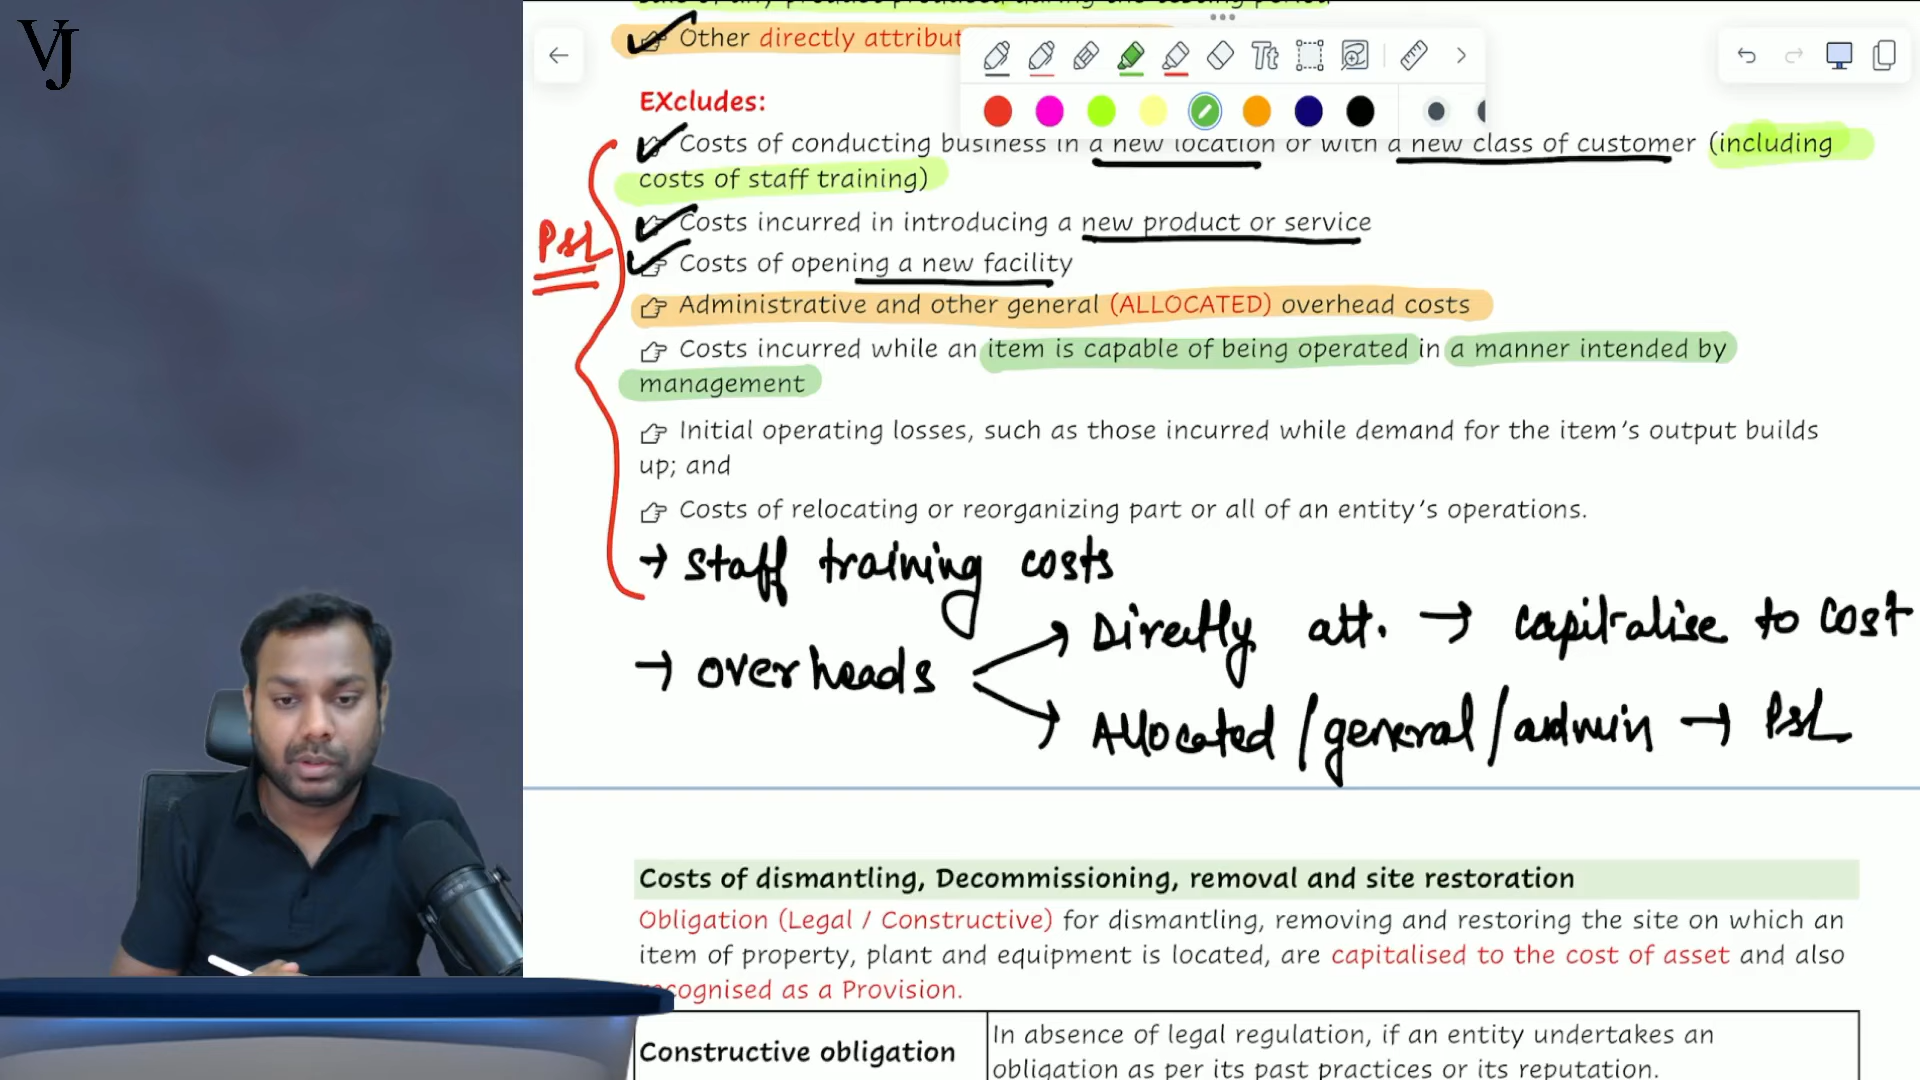 VJ
Other directly attribut
EXcludes:
Costs of conducting business in a new location or with a new class of customer (including
costs of staff training)
Costs incurred in introducing a new product or service
Costs of opening a new facility
P&L
Administrative and other general (ALLOCATED) overhead costs
Costs incurred while an item is capable of being operated in a manner intended by
management
Initial operating losses, such as those incurred while demand for the item's output builds
up; and
Costs of relocating or reorganizing part or all of an entity's operations.
→ staff training costs
→ overheads
Directly att. → capitalise to cost
Allocated / general / admin → P&L
Costs of dismantling, Decommissioning, removal and site restoration
Obligation (Legal / Constructive) for dismantling, removing and restoring the site on which an
item of property, plant and equipment is located, are capitalised to the cost of asset and also
cognised as a Provision.
Constructive obligation
In absence of legal regulation, if an entity undertakes an
obligation as per its past practices or its reputation.